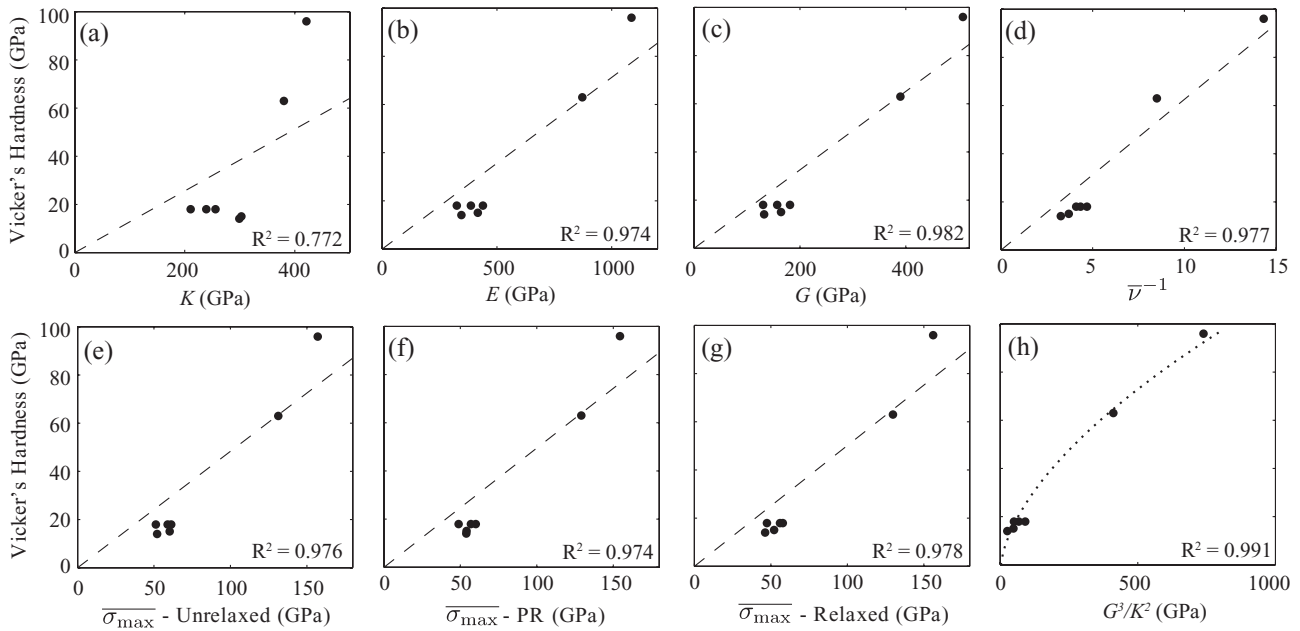 100
80
60
40
20
0
Vicker's Hardness (GPa)
(a)
R² = 0.772
0
200
400
K (GPa)
(b)
R² = 0.974
0
500
1000
E (GPa)
(c)
R² = 0.982
0
200
400
G (GPa)
(d)
R² = 0.977
0
5
10
15
ν̅⁻¹
100
80
60
40
20
0
Vicker's Hardness (GPa)
(e)
R² = 0.976
0
50
100
150
σ̅max - Unrelaxed (GPa)
(f)
R² = 0.974
0
50
100
150
σ̅max - PR (GPa)
(g)
R² = 0.978
0
50
100
150
σ̅max - Relaxed (GPa)
(h)
R² = 0.991
0
500
1000
G³/K² (GPa)